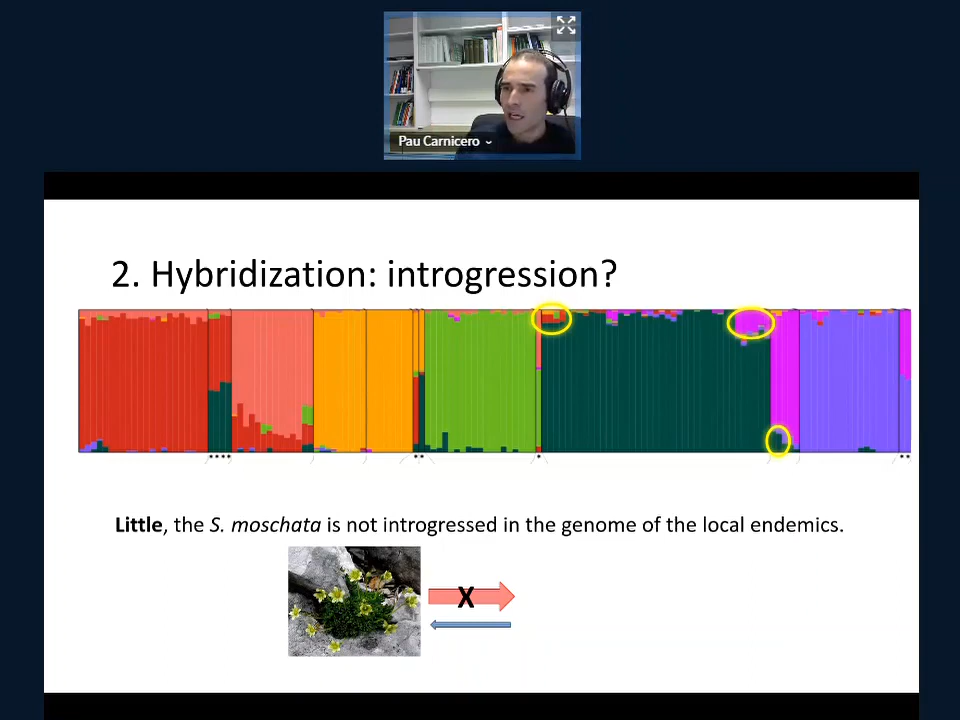 Pau Carnicero
2. Hybridization: introgression?
Little, the S. moschata is not introgressed in the genome of the local endemics.
X